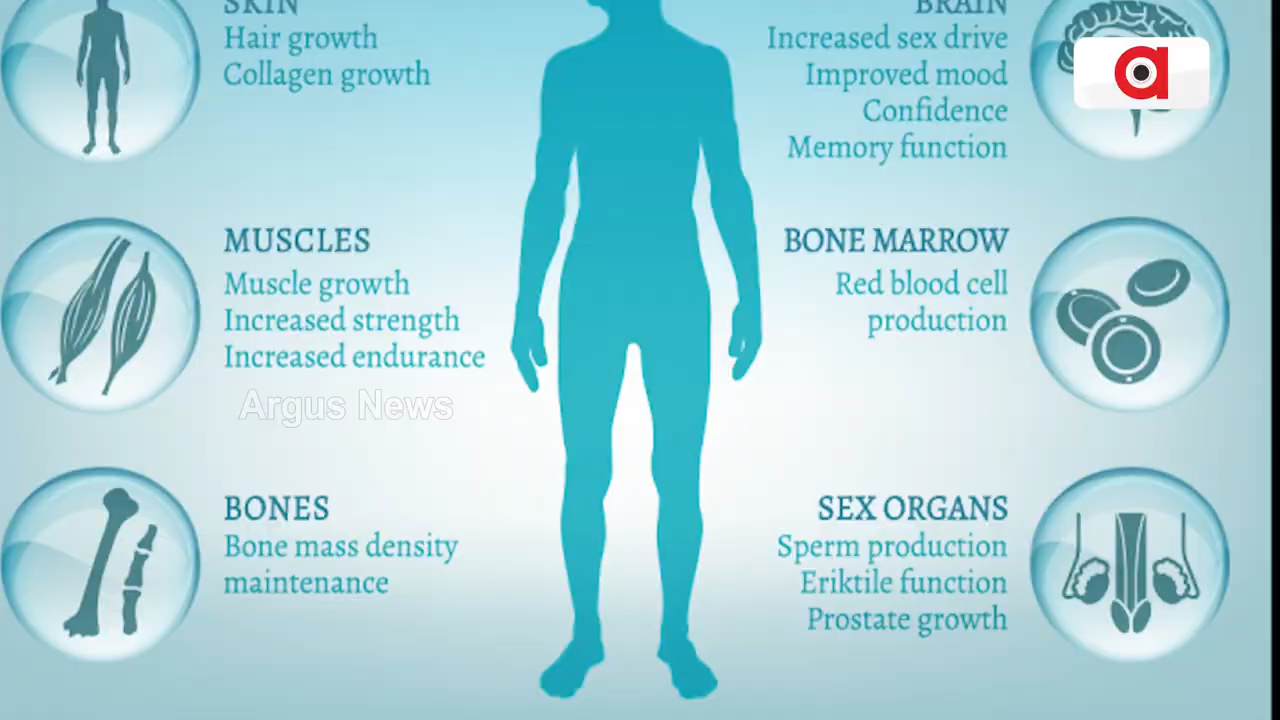 SKIN
Hair growth
Collagen growth
MUSCLES
Muscle growth
Increased strength
Increased endurance
Argus News
BONES
Bone mass density
maintenance
BRAIN
Increased sex drive
Improved mood
Confidence
Memory function
BONE MARROW
Red blood cell
production
SEX ORGANS
Sperm production
Eriktile function
Prostate growth
a